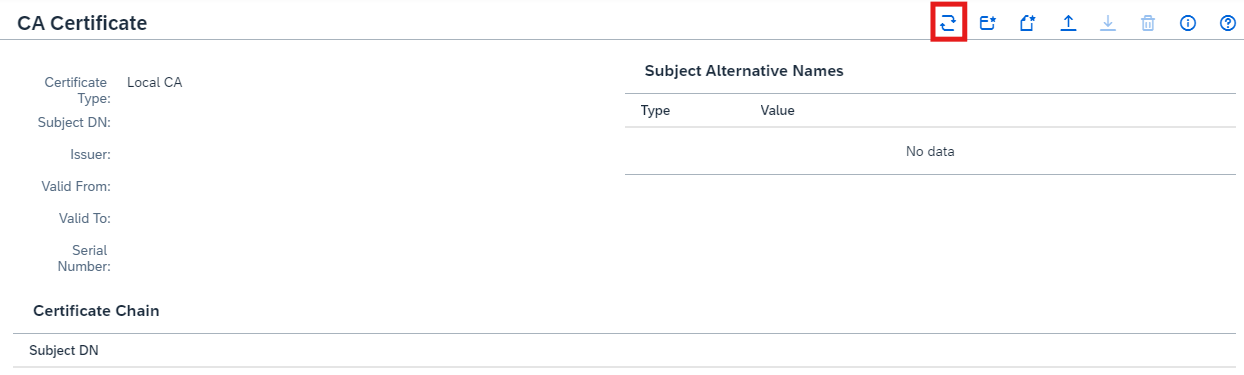 CA Certificate
Certificate
Type:
Local CA
Subject DN:
Issuer:
Valid From:
Valid To:
Serial
Number:
Subject Alternative Names
Type Value
No data
Certificate Chain
Subject DN